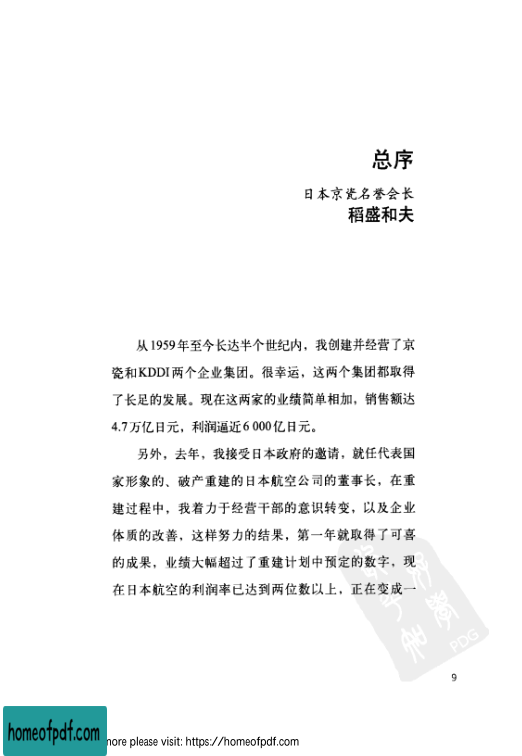 总序
日本京瓷名誉会长
稻盛和夫
从1959年至今长达半个世纪内，我创建并经营了京
瓷和KDDI两个企业集团。很幸运，这两个集团都取得
了长足的发展。现在这两家的业绩简单相加，销售额达
4.7万亿日元，利润逼近6 000亿日元。
另外，去年，我接受日本政府的邀请，就任代表国
家形象的、破产重建的日本航空公司的董事长，在重
建过程中，我着力于经营干部的意识转变，以及企业
体质的改善，这样努力的结果，第一年就取得了可喜
的成果，业绩大幅超过了重建计划中预定的数字，现
在日本航空的利润率已达到两位数以上，正在变成一
PDG
9
homeofpdf.com
more please visit: https://homeofpdf.com